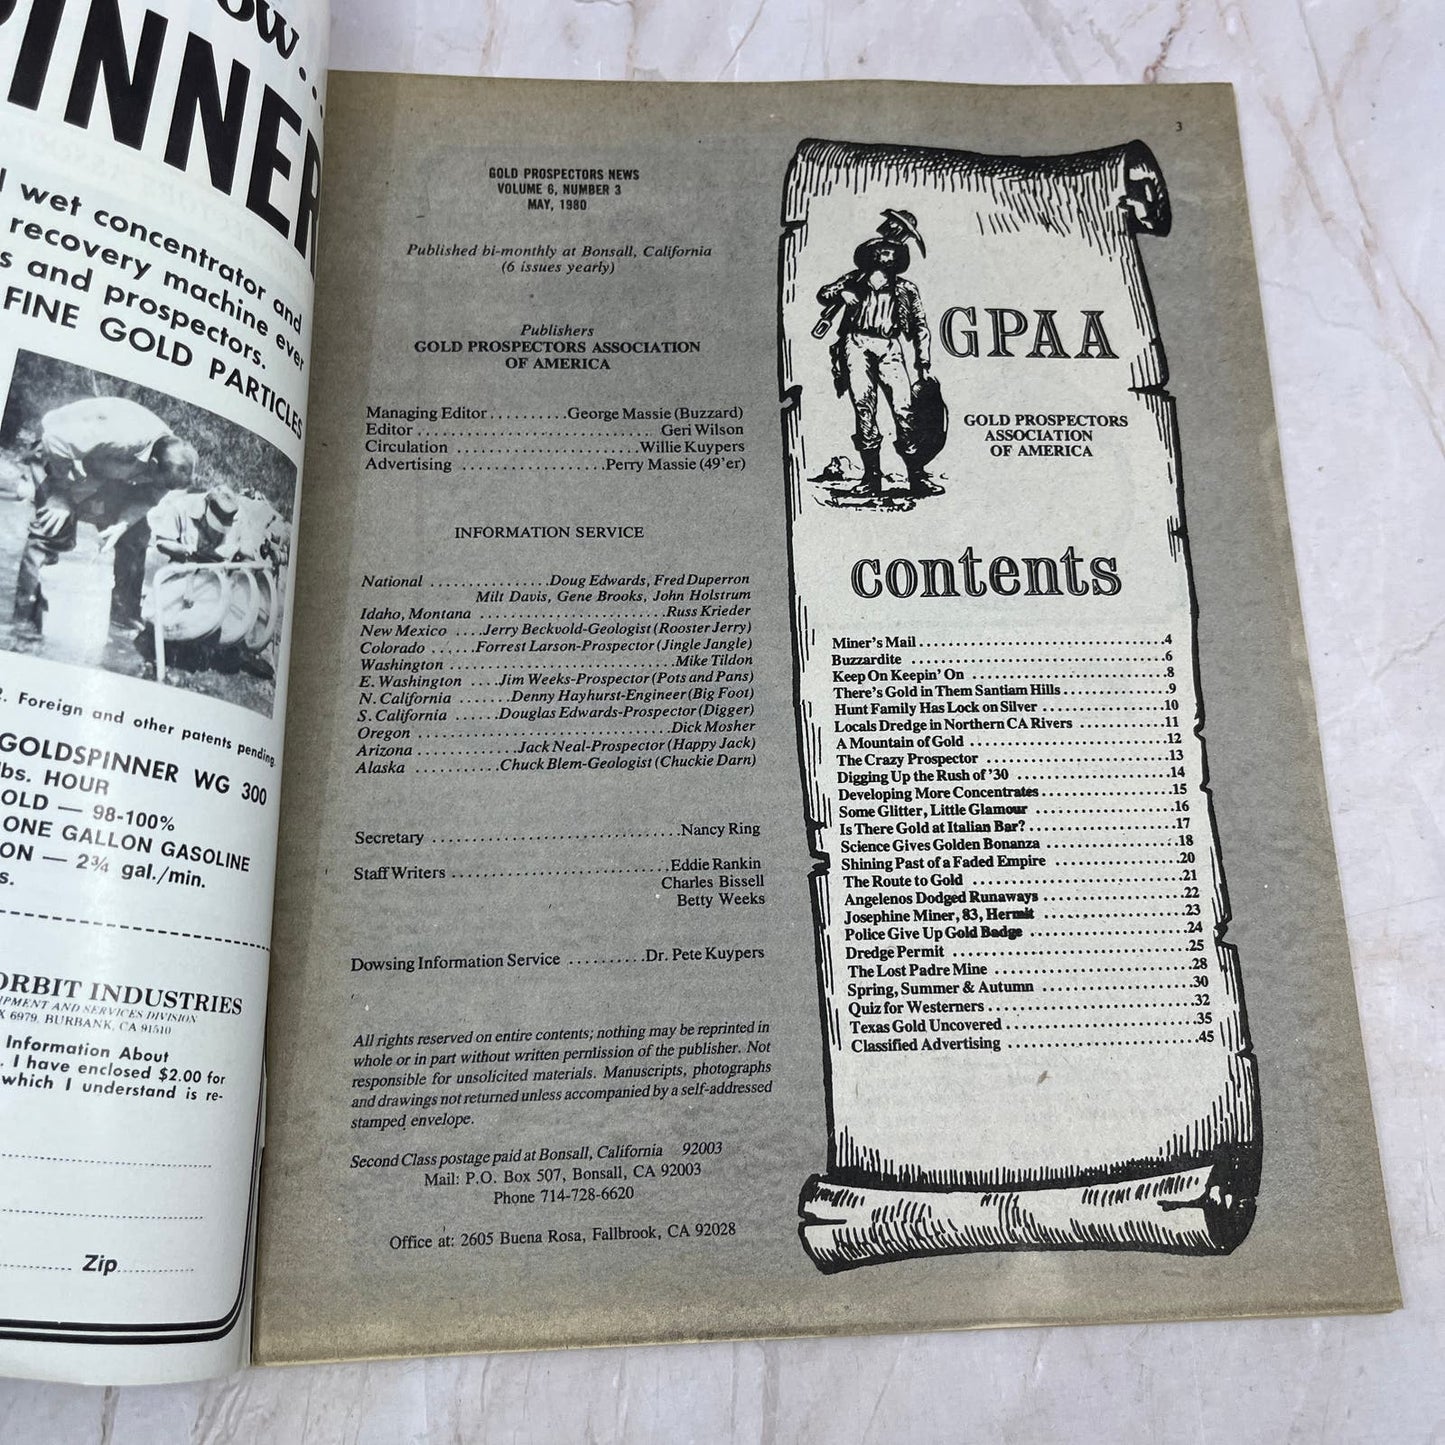 ow...
INNER
wet concentrator and
recovery machine ever
s and prospectors.
FINE GOLD PARTICLES
2. Foreign and other patents pending.
GOLDSPINNER WG 300
lbs. HOUR
OLD — 98-100%
ONE GALLON GASOLINE
ON — 2¾ gal./min.
s.
ORBIT INDUSTRIES
IPMENT AND SERVICES DIVISION
X 6979, BURBANK, CA 91510
Information About
. I have enclosed $2.00 for
which I understand is re-
Zip
3
GOLD PROSPECTORS NEWS
VOLUME 6, NUMBER 3
MAY, 1980
Published bi-monthly at Bonsall, California
(6 issues yearly)
Publishers
GOLD PROSPECTORS ASSOCIATION
OF AMERICA
Managing Editor..........George Massie (Buzzard)
Editor..............................Geri Wilson
Circulation .......................Willie Kuypers
Advertising ..................Perry Massie (49'er)
INFORMATION SERVICE
National ................Doug Edwards, Fred Duperron
Milt Davis, Gene Brooks, John Holstrum
Idaho, Montana .........................Russ Krieder
New Mexico ....Jerry Beckvold-Geologist (Rooster Jerry)
Colorado ......Forrest Larson-Prospector (Jingle Jangle)
Washington ..............................Mike Tildon
E. Washington ....Jim Weeks-Prospector (Pots and Pans)
N. California .......Denny Hayhurst-Engineer (Big Foot)
S. California ......Douglas Edwards-Prospector (Digger)
Oregon ...................................Dick Mosher
Arizona ..............Jack Neal-Prospector (Happy Jack)
Alaska ............Chuck Blem-Geologist (Chuckie Darn)
Secretary ..................................Nancy Ring
Staff Writers .............................Eddie Rankin
Charles Bissell
Betty Weeks
Dowsing Information Service ..........Dr. Pete Kuypers
All rights reserved on entire contents; nothing may be reprinted in
whole or in part without written permission of the publisher. Not
responsible for unsolicited materials. Manuscripts, photographs
and drawings not returned unless accompanied by a self-addressed
stamped envelope.
Second Class postage paid at Bonsall, California 92003
Mail: P.O. Box 507, Bonsall, CA 92003
Phone 714-728-6620
Office at: 2605 Buena Rosa, Fallbrook, CA 92028
GPAA
GOLD PROSPECTORS
ASSOCIATION
OF AMERICA
contents
Miner's Mail...................................4
Buzzardite ....................................6
Keep On Keepin' On ............................8
There's Gold in Them Santiam Hills...............9
Hunt Family Has Lock on Silver ..................10
Locals Dredge in Northern CA Rivers .............11
A Mountain of Gold ............................12
The Crazy Prospector ..........................13
Digging Up the Rush of '30 ......................14
Developing More Concentrates...................15
Some Glitter, Little Glamour .....................16
Is There Gold at Italian Bar?.....................17
Science Gives Golden Bonanza ...................18
Shining Past of a Faded Empire ..................20
The Route to Gold .............................21
Angelenos Dodged Runaways ....................22
Josephine Miner, 83, Hermit ....................23
Police Give Up Gold Badge ......................24
Dredge Permit ................................25
The Lost Padre Mine ...........................28
Spring, Summer & Autumn ......................30
Quiz for Westerners............................32
Texas Gold Uncovered..........................35
Classified Advertising ..........................45